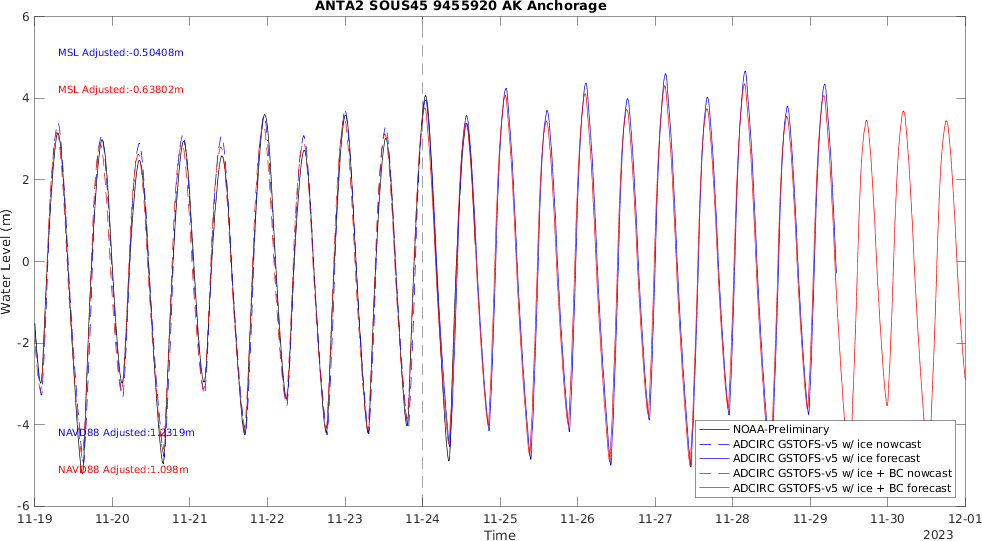 ANTA2 SOUS45 9455920 AK Anchorage
6
MSL Adjusted:-0.50408m
MSL Adjusted:-0.63802m
4
2
Water Level (m)
0
-2
-4
NAVD88 Adjusted:1.2319m
NAVD88 Adjusted:1.098m
-6
NOAA-Preliminary
ADCIRC GSTOFS-v5 w/ ice nowcast
ADCIRC GSTOFS-v5 w/ ice forecast
ADCIRC GSTOFS-v5 w/ ice + BC nowcast
ADCIRC GSTOFS-v5 w/ ice + BC forecast
11-19 11-20 11-21 11-22 11-23 11-24 11-25 11-26 11-27 11-28 11-29 11-30 12-01
Time
2023